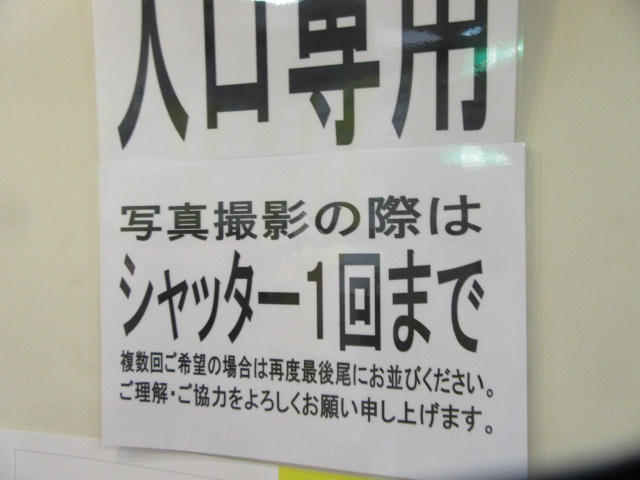 入口専用
写真撮影の際は
シャッター1回まで
複数回ご希望の場合は再度最後尾にお並びください。
ご理解・ご協力をよろしくお願い申し上げます。